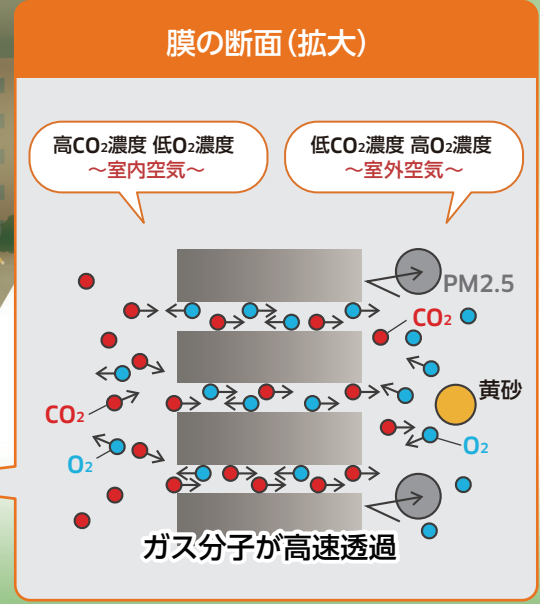 膜の断面(拡大)
高CO₂濃度 低O₂濃度
～室内空気～
低CO₂濃度 高O₂濃度
～室外空気～
PM2.5
CO₂
黄砂
CO₂
O₂
O₂
ガス分子が高速透過